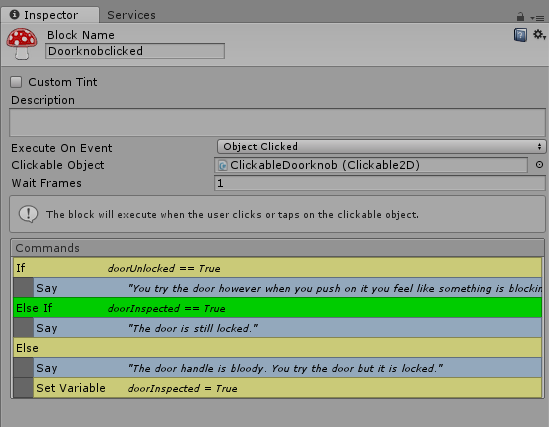 Inspector Services
Block Name
Doorknobclicked
Custom Tint
Description
Execute On Event Object Clicked
Clickable Object ClickableDoorknob (Clickable2D)
Wait Frames 1
The block will execute when the user clicks or taps on the clickable object.
Commands
If doorUnlocked == True
Say "You try the door however when you push on it you feel like something is blockin
Else If doorInspected == True
Say "The door is still locked."
Else
Say "The door handle is bloody. You try the door but it is locked."
Set Variable doorInspected = True